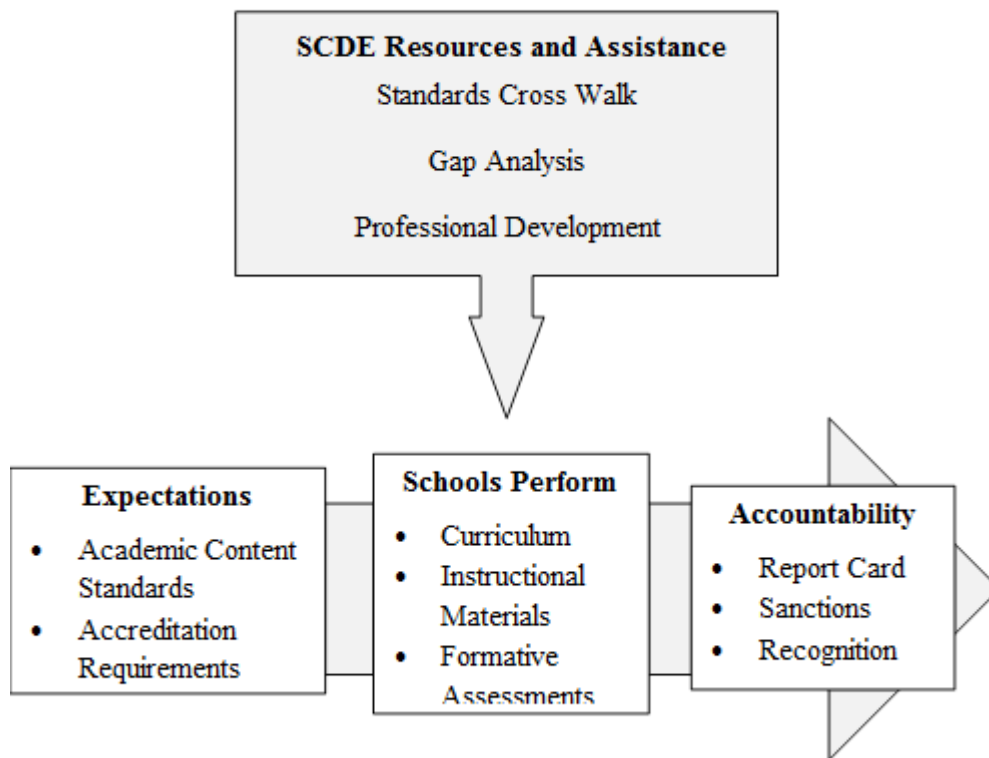 SCDE Resources and Assistance
Standards Cross Walk
Gap Analysis
Professional Development
Expectations
• Academic Content
Standards
• Accreditation
Requirements
Schools Perform
• Curriculum
• Instructional
Materials
• Formative
Assessments
Accountability
• Report Card
• Sanctions
• Recognition